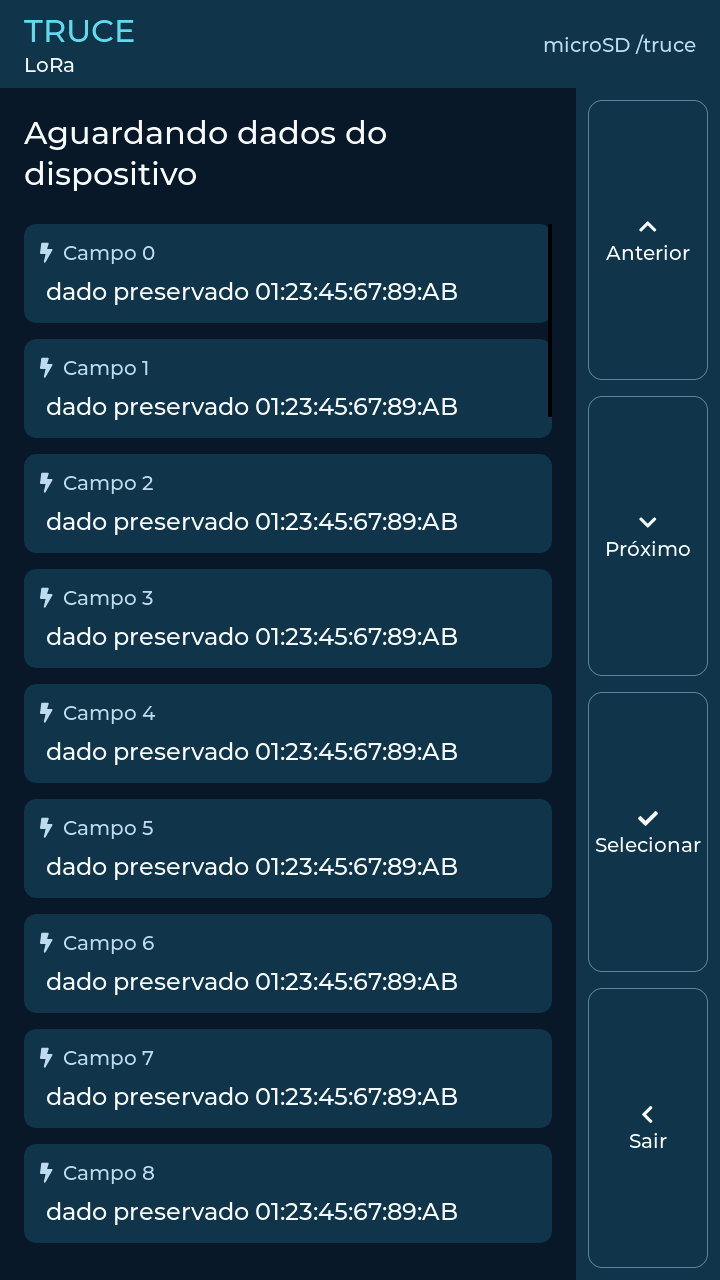 TRUCE
LoRa
microSD /truce
Aguardando dados do
dispositivo
Campo 0
dado preservado 01:23:45:67:89:AB
Campo 1
dado preservado 01:23:45:67:89:AB
Campo 2
dado preservado 01:23:45:67:89:AB
Campo 3
dado preservado 01:23:45:67:89:AB
Campo 4
dado preservado 01:23:45:67:89:AB
Campo 5
dado preservado 01:23:45:67:89:AB
Campo 6
dado preservado 01:23:45:67:89:AB
Campo 7
dado preservado 01:23:45:67:89:AB
Campo 8
dado preservado 01:23:45:67:89:AB
Anterior
Próximo
Selecionar
Sair